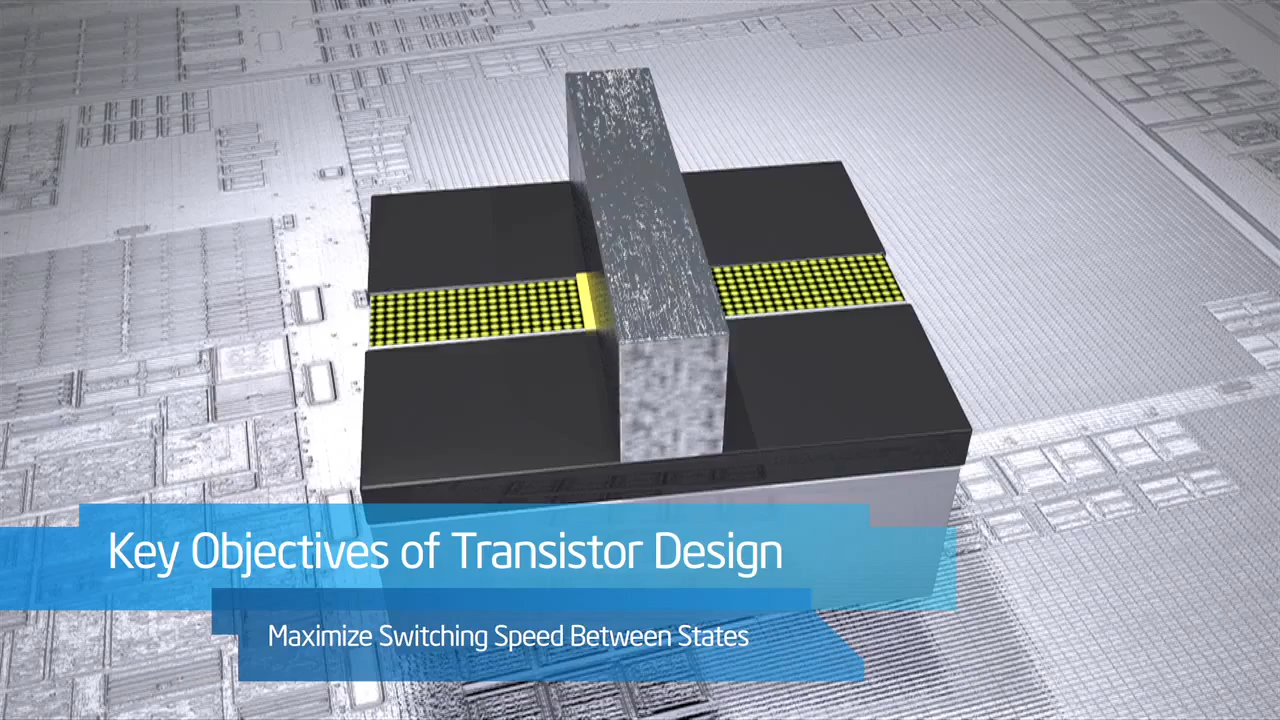 Key Objectives of Transistor Design
Maximize Switching Speed Between States